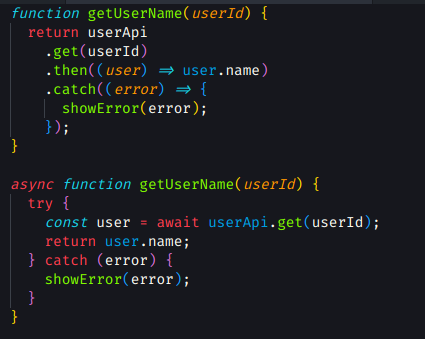 function getUserName(userId) {
  return userApi
    .get(userId)
    .then((user) => user.name)
    .catch((error) => {
      showError(error);
    });
}

async function getUserName(userId) {
  try {
    const user = await userApi.get(userId);
    return user.name;
  } catch (error) {
    showError(error);
  }
}